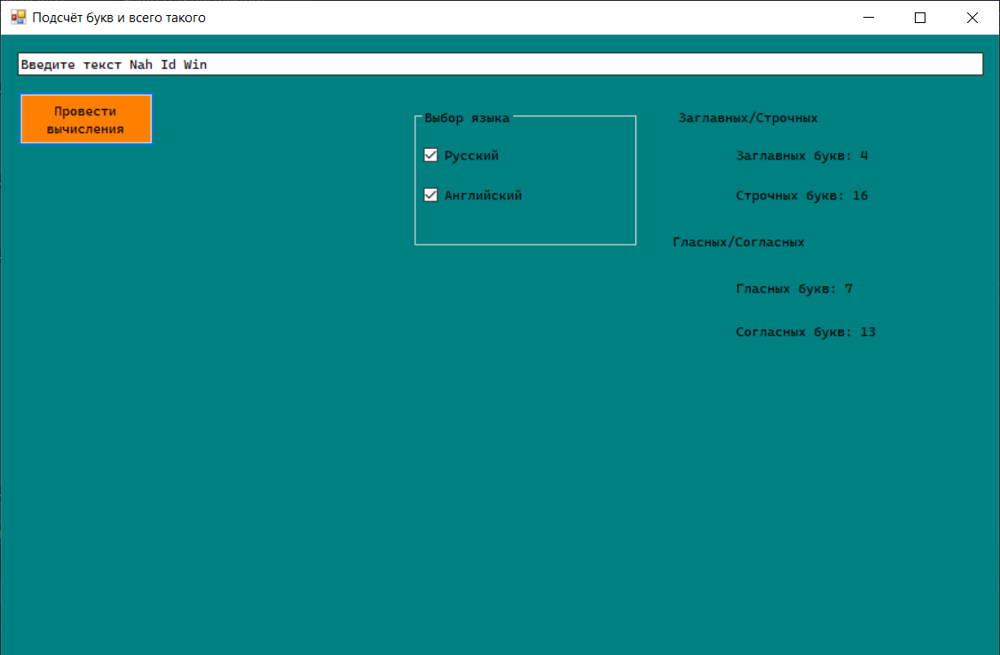 Подсчёт букв и всего такого
Введите текст Nah Id Win
Провести
вычисления
Выбор языка
Русский
Английский
Заглавных/Строчных
Заглавных букв: 4
Строчных букв: 16
Гласных/Согласных
Гласных букв: 7
Согласных букв: 13